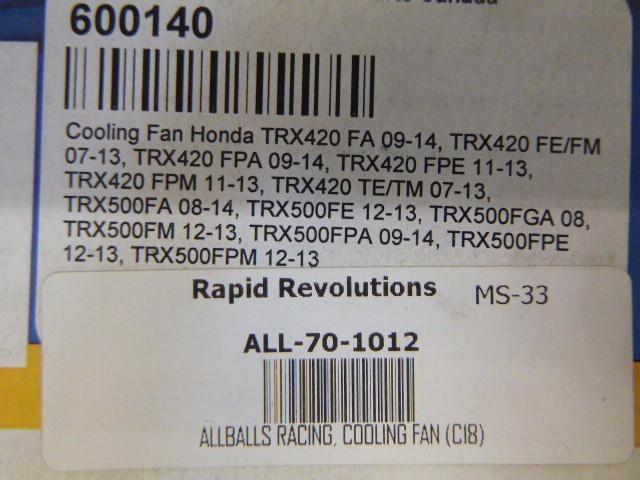 Canada
600140
Cooling Fan Honda TRX420 FA 09-14, TRX420 FE/FM
07-13, TRX420 FPA 09-14, TRX420 FPE 11-13,
TRX420 FPM 11-13, TRX420 TE/TM 07-13,
TRX500FA 08-14, TRX500FE 12-13, TRX500FGA 08,
TRX500FM 12-13, TRX500FPA 09-14, TRX500FPE
12-13, TRX500FPM 12-13
Rapid Revolutions MS-33
ALL-70-1012
ALLBALLS RACING, COOLING FAN (C18)